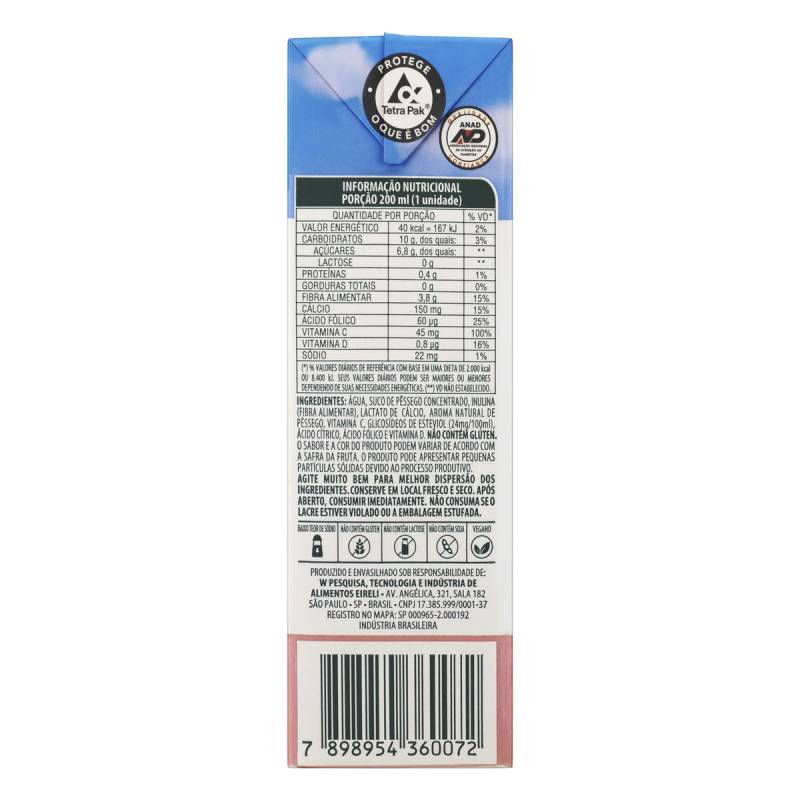 PROTEGE
Tetra Pak®
O QUE É BOM
QUALIDADE
ANAD
ASSOCIAÇÃO NACIONAL
DE ATENÇÃO AO
DIABETES
CONFIANÇA
INFORMAÇÃO NUTRICIONAL
PORÇÃO 200 ml (1 unidade)
QUANTIDADE POR PORÇÃO % VD*
VALOR ENERGÉTICO 40 kcal = 167 kJ 2%
CARBOIDRATOS 10 g, dos quais: 3%
AÇÚCARES 6,8 g, dos quais: **
LACTOSE 0 g **
PROTEÍNAS 0,4 g 1%
GORDURAS TOTAIS 0 g 0%
FIBRA ALIMENTAR 3,8 g 15%
CÁLCIO 150 mg 15%
ÁCIDO FÓLICO 60 µg 25%
VITAMINA C 45 mg 100%
VITAMINA D 0,8 µg 16%
SÓDIO 22 mg 1%
(*) % VALORES DIÁRIOS DE REFERÊNCIA COM BASE EM UMA DIETA DE 2.000 kcal
OU 8.400 kJ. SEUS VALORES DIÁRIOS PODEM SER MAIORES OU MENORES
DEPENDENDO DE SUAS NECESSIDADES ENERGÉTICAS. (**) VD NÃO ESTABELECIDO.
INGREDIENTES: ÁGUA, SUCO DE PÊSSEGO CONCENTRADO, INULINA
(FIBRA ALIMENTAR), LACTATO DE CÁLCIO, AROMA NATURAL DE
PÊSSEGO, VITAMINA C, GLICOSÍDEOS DE ESTEVIOL (24mg/100ml),
ÁCIDO CÍTRICO, ÁCIDO FÓLICO E VITAMINA D. NÃO CONTÉM GLÚTEN.
O SABOR E A COR DO PRODUTO PODEM VARIAR DE ACORDO COM
A SAFRA DA FRUTA. O PRODUTO PODE APRESENTAR PEQUENAS
PARTÍCULAS SÓLIDAS DEVIDO AO PROCESSO PRODUTIVO.
AGITE MUITO BEM PARA MELHOR DISPERSÃO DOS
INGREDIENTES. CONSERVE EM LOCAL FRESCO E SECO. APÓS
ABERTO, CONSUMIR IMEDIATAMENTE. NÃO CONSUMA SE O
LACRE ESTIVER VIOLADO OU A EMBALAGEM ESTUFADA.
BAIXO TEOR DE SÓDIO NÃO CONTÉM GLÚTEN NÃO CONTÉM LACTOSE NÃO CONTÉM SOJA VEGANO
PRODUZIDO E ENVASILHADO SOB RESPONSABILIDADE DE:
W PESQUISA, TECNOLOGIA E INDÚSTRIA DE
ALIMENTOS EIRELI • AV. ANGÉLICA, 321, SALA 182
SÃO PAULO • SP • BRASIL • CNPJ 17.385.999/0001-37
REGISTRO NO MAPA: SP 000965-2.000192
INDÚSTRIA BRASILEIRA
7 898954 360072